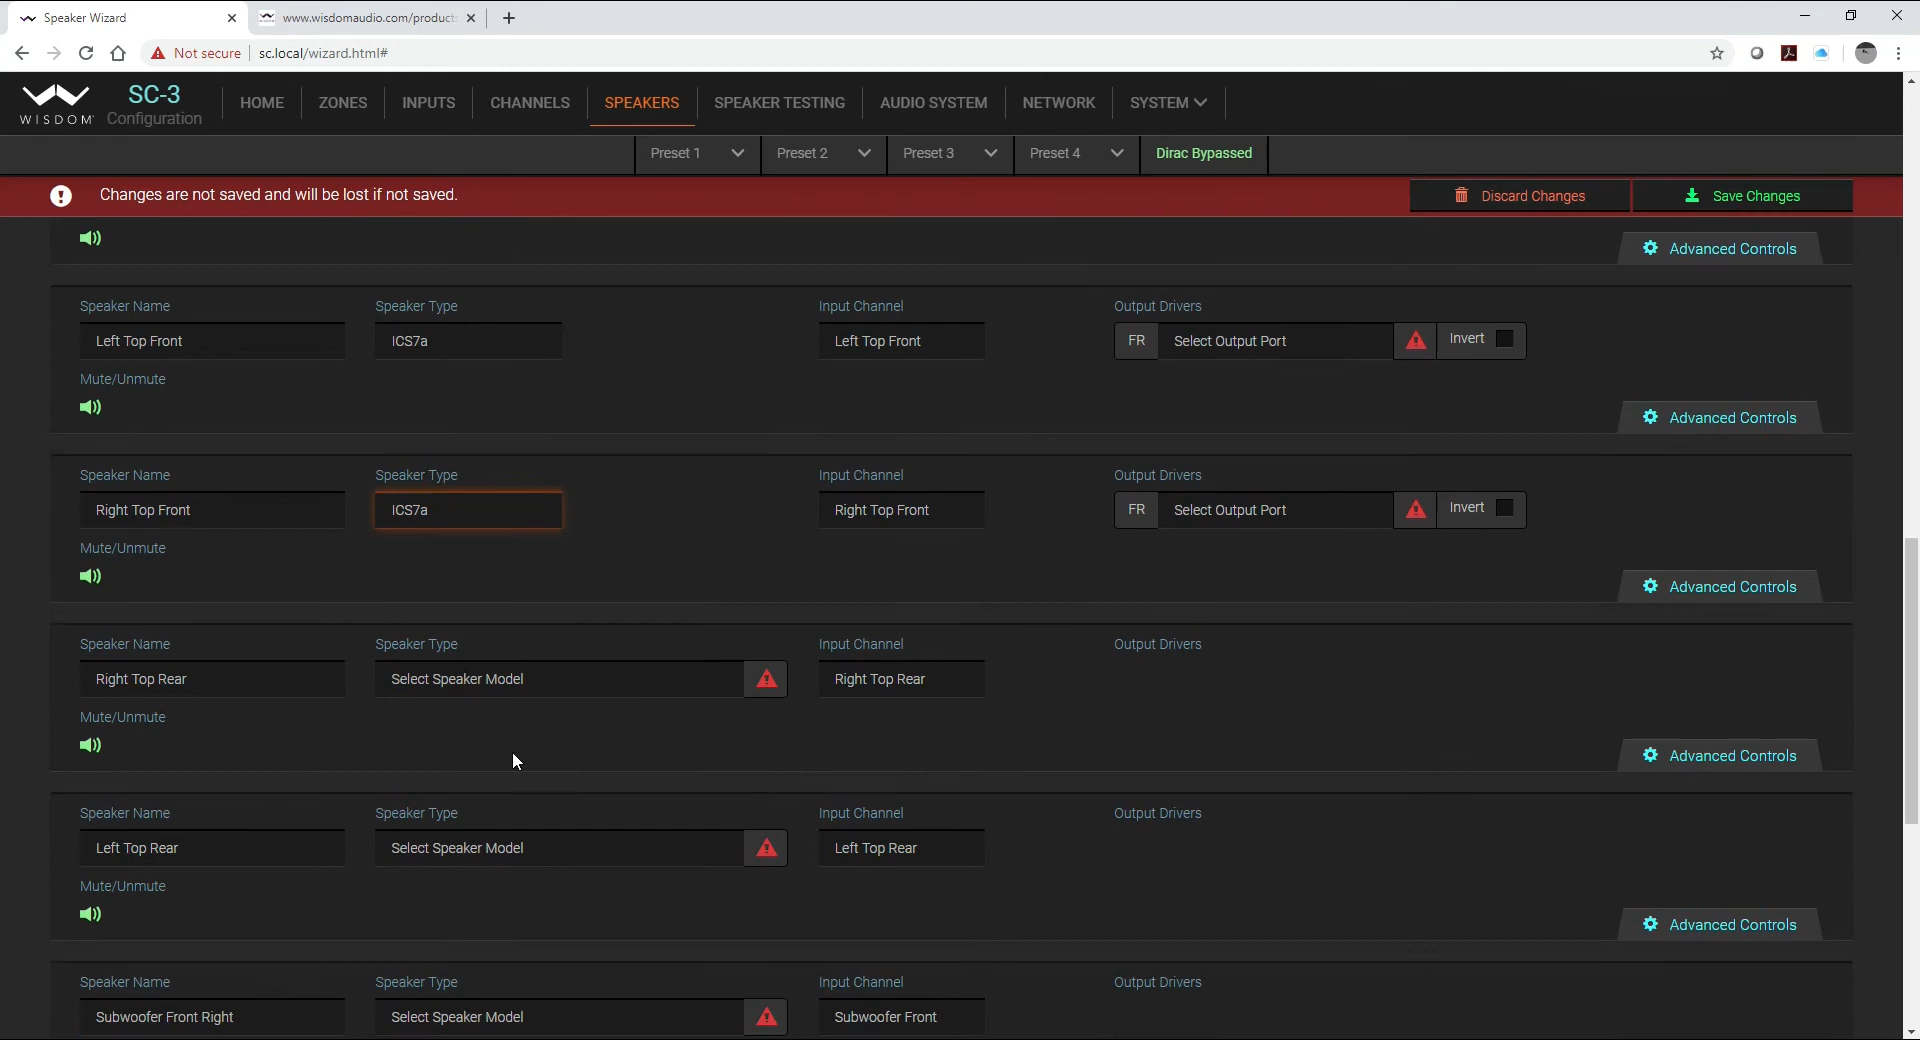 Speaker Wizard
www.wisdomaudio.com/product
Not secure
sc.local/wizard.html#
WISDOM
SC-3
Configuration
HOME
ZONES
INPUTS
CHANNELS
SPEAKERS
SPEAKER TESTING
AUDIO SYSTEM
NETWORK
SYSTEM
Preset 1
Preset 2
Preset 3
Preset 4
Dirac Bypassed
Changes are not saved and will be lost if not saved.
Discard Changes
Save Changes
Advanced Controls
Speaker Name
Speaker Type
Input Channel
Output Drivers
Left Top Front
ICS7a
Left Top Front
FR
Select Output Port
Invert
Mute/Unmute
Advanced Controls
Speaker Name
Speaker Type
Input Channel
Output Drivers
Right Top Front
ICS7a
Right Top Front
FR
Select Output Port
Invert
Mute/Unmute
Advanced Controls
Speaker Name
Speaker Type
Input Channel
Output Drivers
Right Top Rear
Select Speaker Model
Right Top Rear
Mute/Unmute
Advanced Controls
Speaker Name
Speaker Type
Input Channel
Output Drivers
Left Top Rear
Select Speaker Model
Left Top Rear
Mute/Unmute
Advanced Controls
Speaker Name
Speaker Type
Input Channel
Output Drivers
Subwoofer Front Right
Select Speaker Model
Subwoofer Front